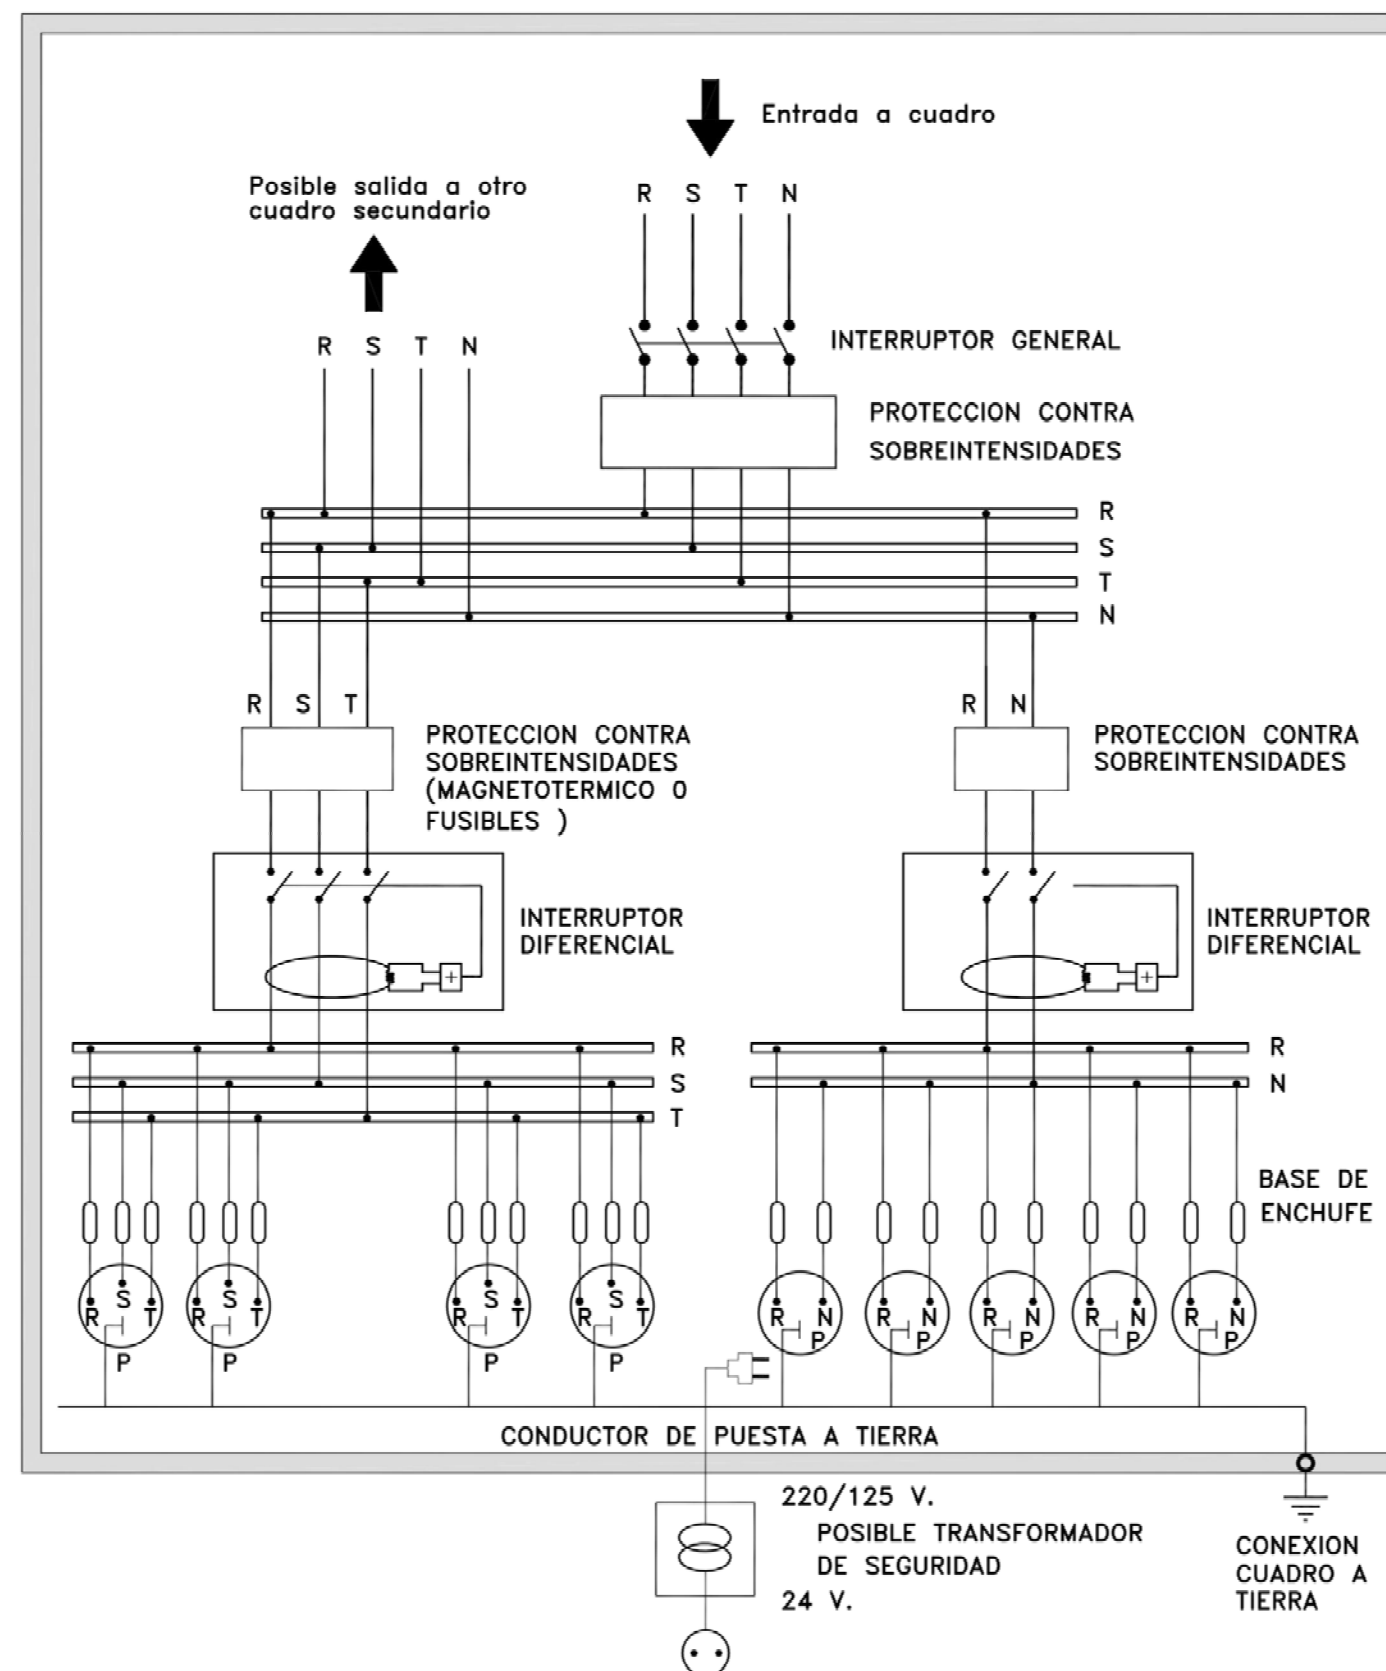 Entrada a cuadro
Posible salida a otro
cuadro secundario
R S T N
R S T N
INTERRUPTOR GENERAL
PROTECCION CONTRA
SOBREINTENSIDADES
R
S
T
N
R S T
PROTECCION CONTRA
SOBREINTENSIDADES
(MAGNETOTERMICO O
FUSIBLES )
R N
PROTECCION CONTRA
SOBREINTENSIDADES
INTERRUPTOR
DIFERENCIAL
INTERRUPTOR
DIFERENCIAL
R
S
T
R
N
BASE DE
ENCHUFE
R S T P
R S T P
R S T P
R S T P
R N P
R N P
R N P
R N P
R N P
CONDUCTOR DE PUESTA A TIERRA
220/125 V.
POSIBLE TRANSFORMADOR
DE SEGURIDAD
24 V.
CONEXION
CUADRO A
TIERRA